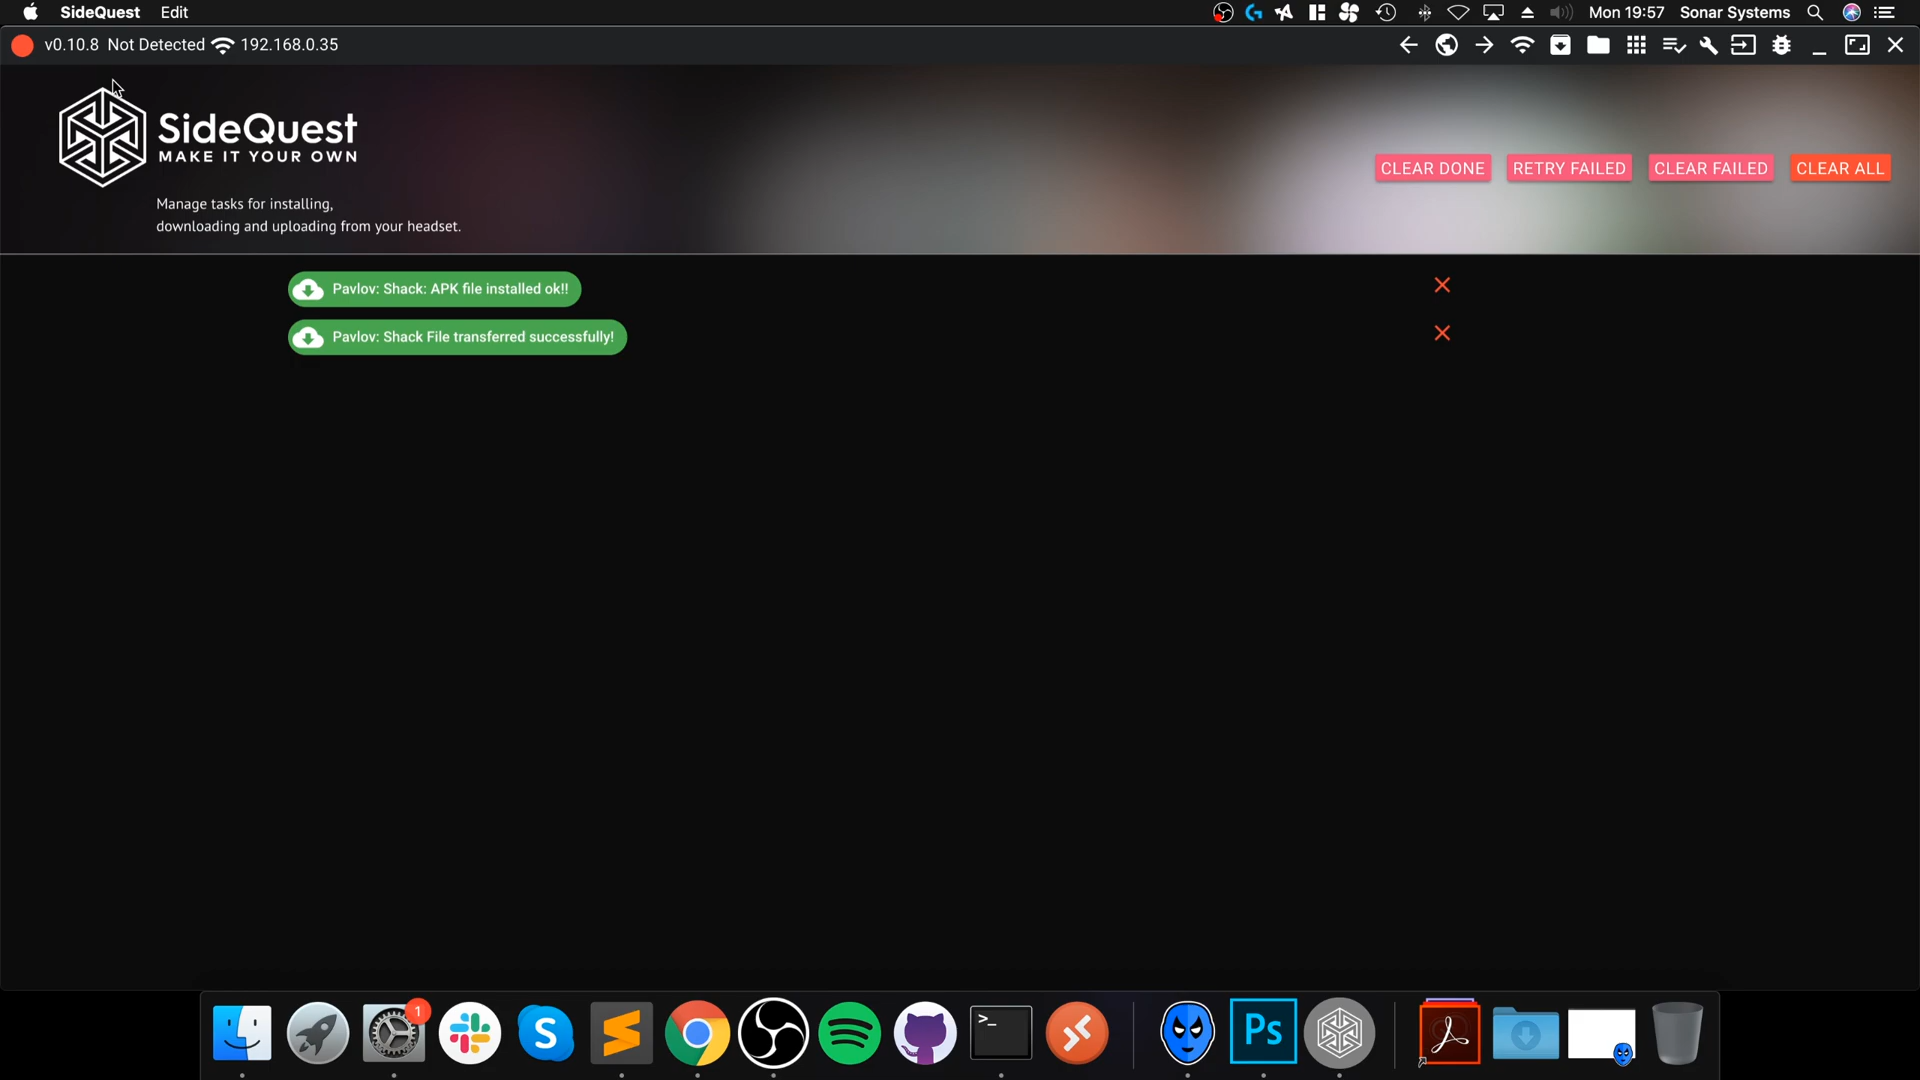 SideQuest Edit Mon 19:57 Sonar Systems
v0.10.8 Not Detected 192.168.0.35
SideQuest
MAKE IT YOUR OWN
Manage tasks for installing,
downloading and uploading from your headset.
CLEAR DONE RETRY FAILED CLEAR FAILED CLEAR ALL
Pavlov: Shack: APK file installed ok!!
Pavlov: Shack File transferred successfully!
1
S
>_
Ps